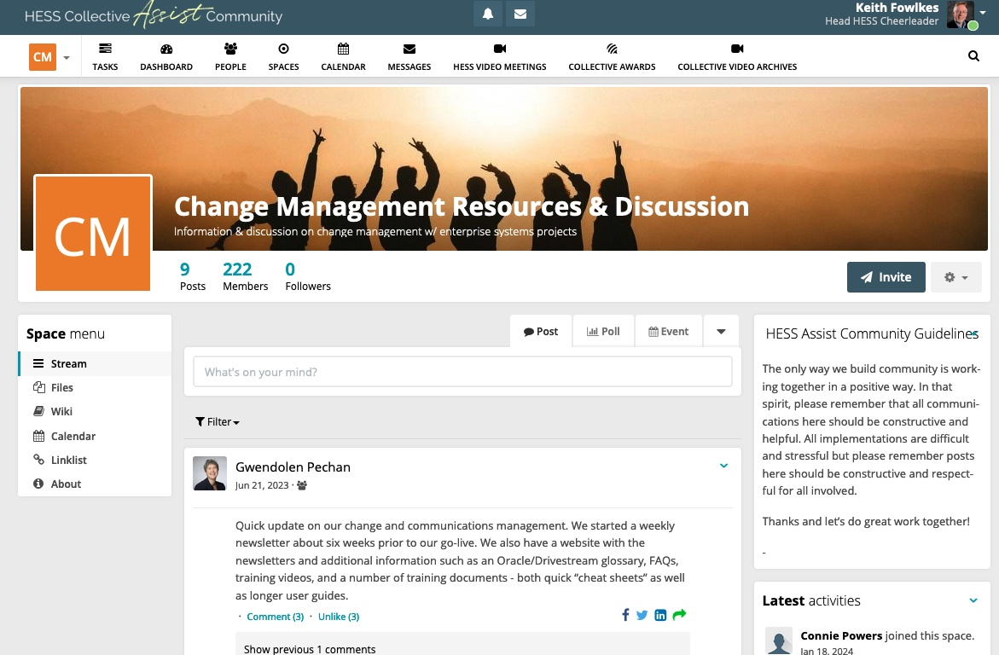 HESS Collective Assist Community
Keith Fowlkes
Head HESS Cheerleader
CM
TASKS
DASHBOARD
PEOPLE
SPACES
CALENDAR
MESSAGES
HESS VIDEO MEETINGS
COLLECTIVE AWARDS
COLLECTIVE VIDEO ARCHIVES
CM
Change Management Resources & Discussion
Information & discussion on change management w/ enterprise systems projects
9
Posts
222
Members
0
Followers
Invite
Space menu
Stream
Files
Wiki
Calendar
Linklist
About
Post
Poll
Event
What's on your mind?
Filter
Gwendolen Pechan
Jun 21, 2023 ·
Quick update on our change and communications management. We started a weekly
newsletter about six weeks prior to our go-live. We also have a website with the
newsletters and additional information such as an Oracle/Drivestream glossary, FAQs,
training videos, and a number of training documents - both quick “cheat sheets” as well
as longer user guides.
· Comment (3) · Unlike (3)
Show previous 1 comments
HESS Assist Community Guidelines
The only way we build community is work-
ing together in a positive way. In that
spirit, please remember that all communi-
cations here should be constructive and
helpful. All implementations are difficult
and stressful but please remember posts
here should be constructive and respect-
ful for all involved.
Thanks and let’s do great work together!
-
Latest activities
Connie Powers joined this space.
Jan 18, 2024